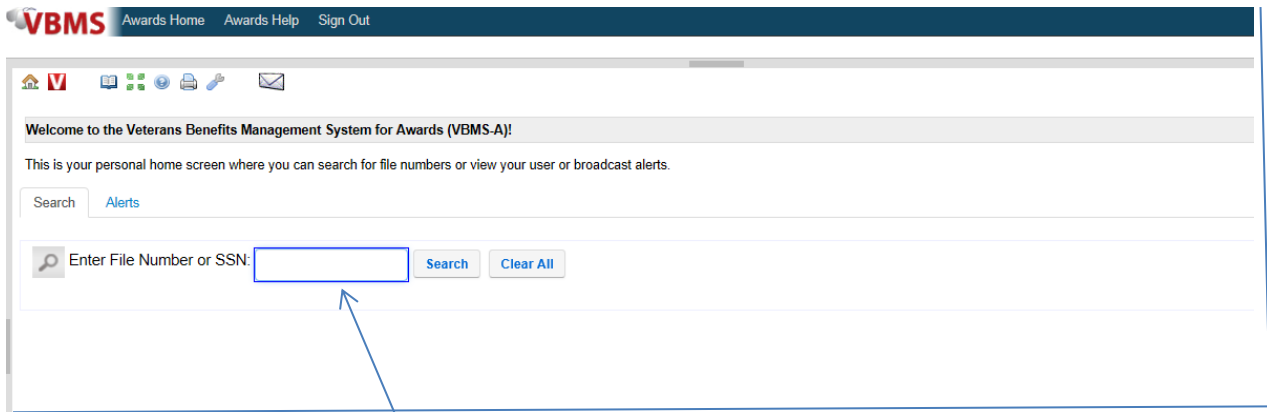 VBMS Awards Home Awards Help Sign Out
V
Welcome to the Veterans Benefits Management System for Awards (VBMS-A)!
This is your personal home screen where you can search for file numbers or view your user or broadcast alerts.
Search Alerts
Enter File Number or SSN: Search Clear All